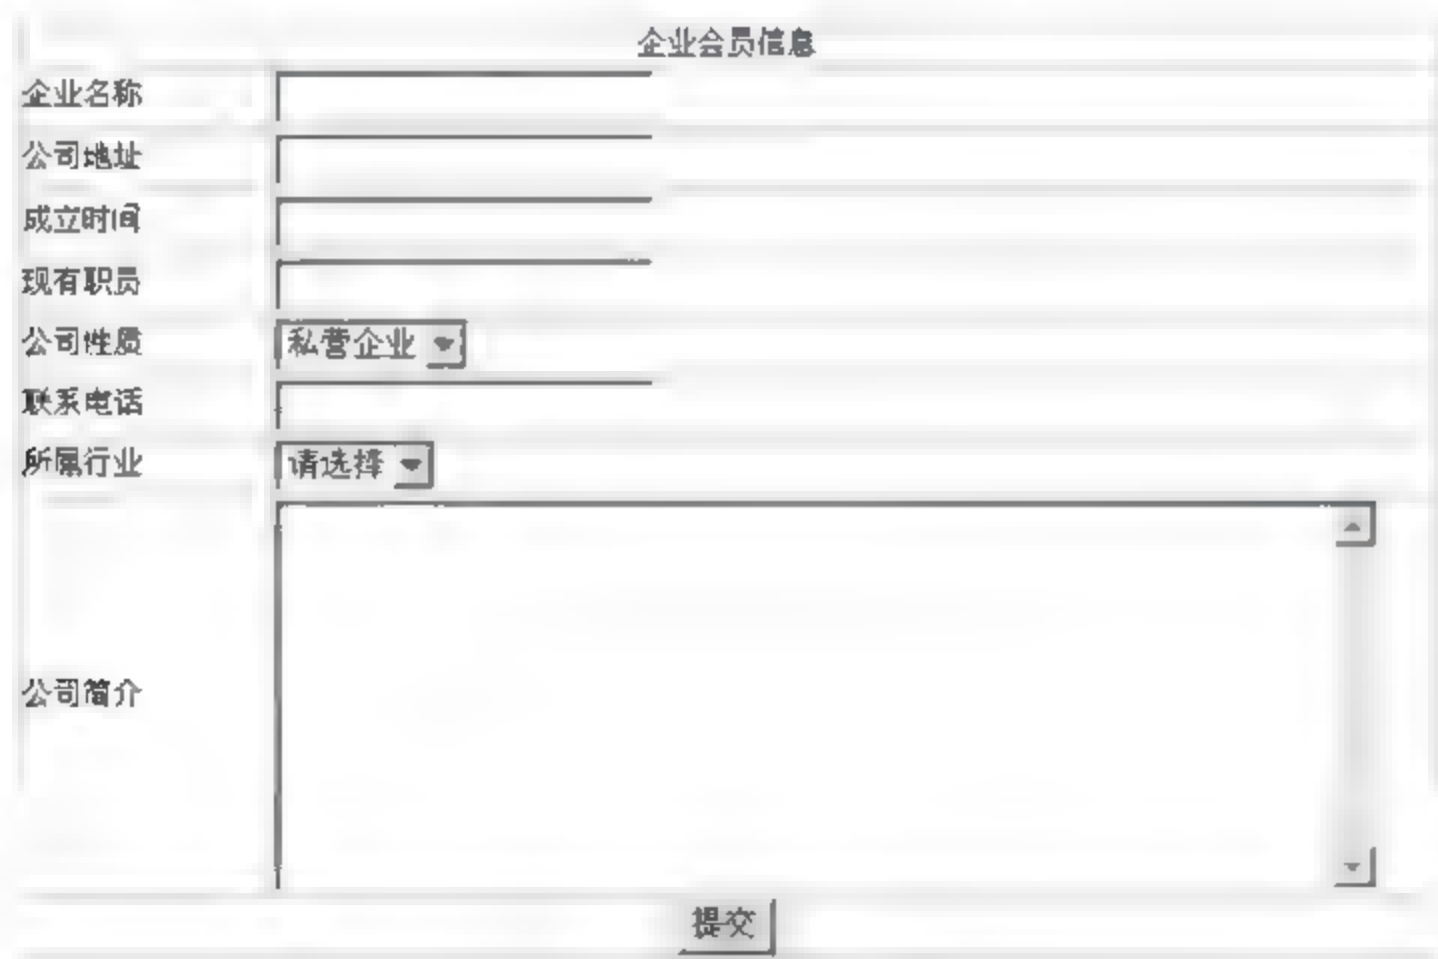 企业会员信息
企业名称
公司地址
成立时间
现有职员
公司性质 私营企业
联系电话
所属行业 请选择
公司简介
提交